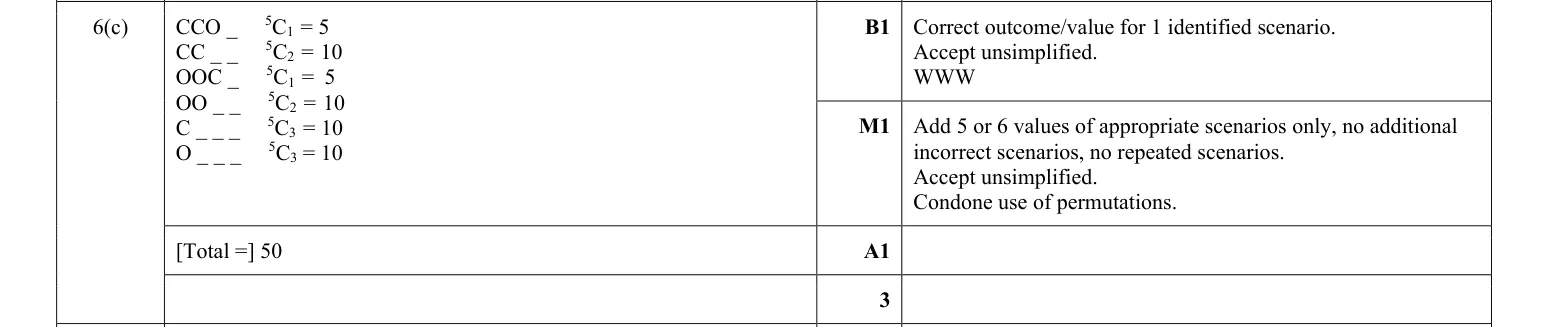 6(c)
CCO _ ⁵C₁ = 5
CC _ _ ⁵C₂ = 10
OOC _ ⁵C₁ = 5
OO _ _ ⁵C₂ = 10
C _ _ _ ⁵C₃ = 10
O _ _ _ ⁵C₃ = 10
B1 Correct outcome/value for 1 identified scenario.
Accept unsimplified.
WWW
M1 Add 5 or 6 values of appropriate scenarios only, no additional
incorrect scenarios, no repeated scenarios.
Accept unsimplified.
Condone use of permutations.
[Total =] 50 A1
3